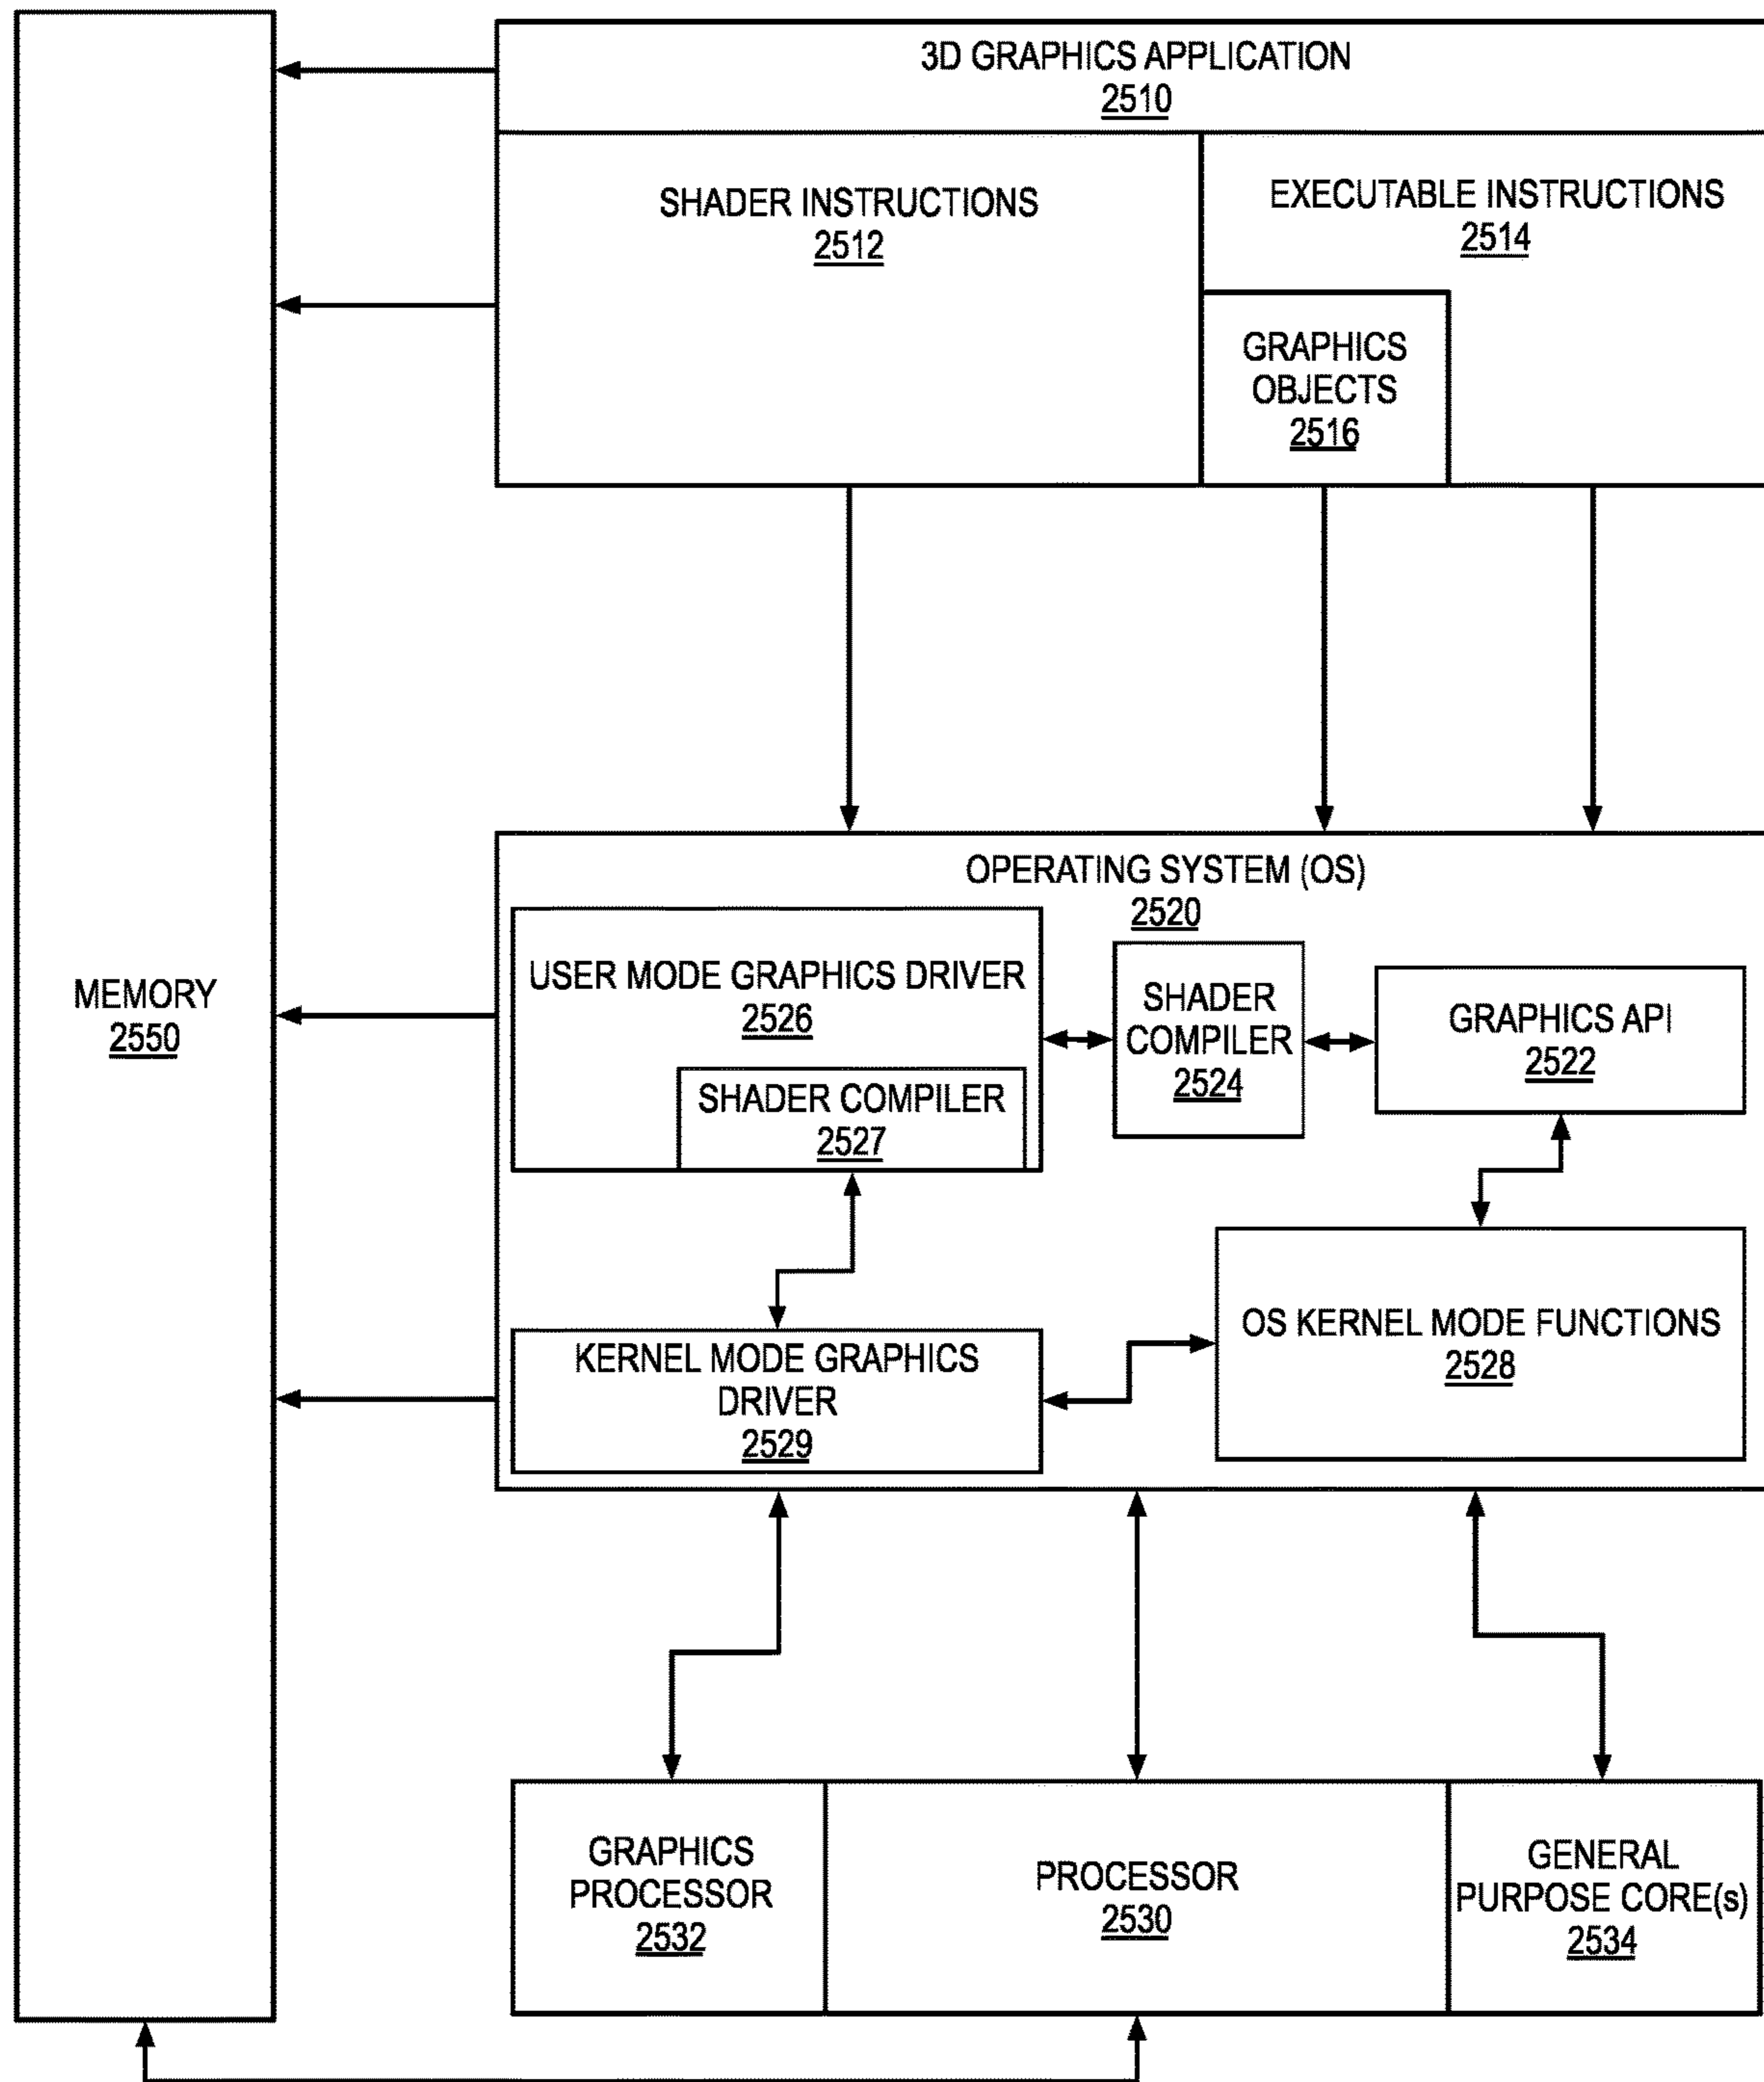 3D GRAPHICS APPLICATION
2510
SHADER INSTRUCTIONS
2512
EXECUTABLE INSTRUCTIONS
2514
GRAPHICS
OBJECTS
2516
MEMORY
2550
OPERATING SYSTEM (OS)
2520
USER MODE GRAPHICS DRIVER
2526
SHADER COMPILER
2527
SHADER
COMPILER
2524
GRAPHICS API
2522
KERNEL MODE GRAPHICS
DRIVER
2529
OS KERNEL MODE FUNCTIONS
2528
GRAPHICS
PROCESSOR
2532
PROCESSOR
2530
GENERAL
PURPOSE CORE(s)
2534